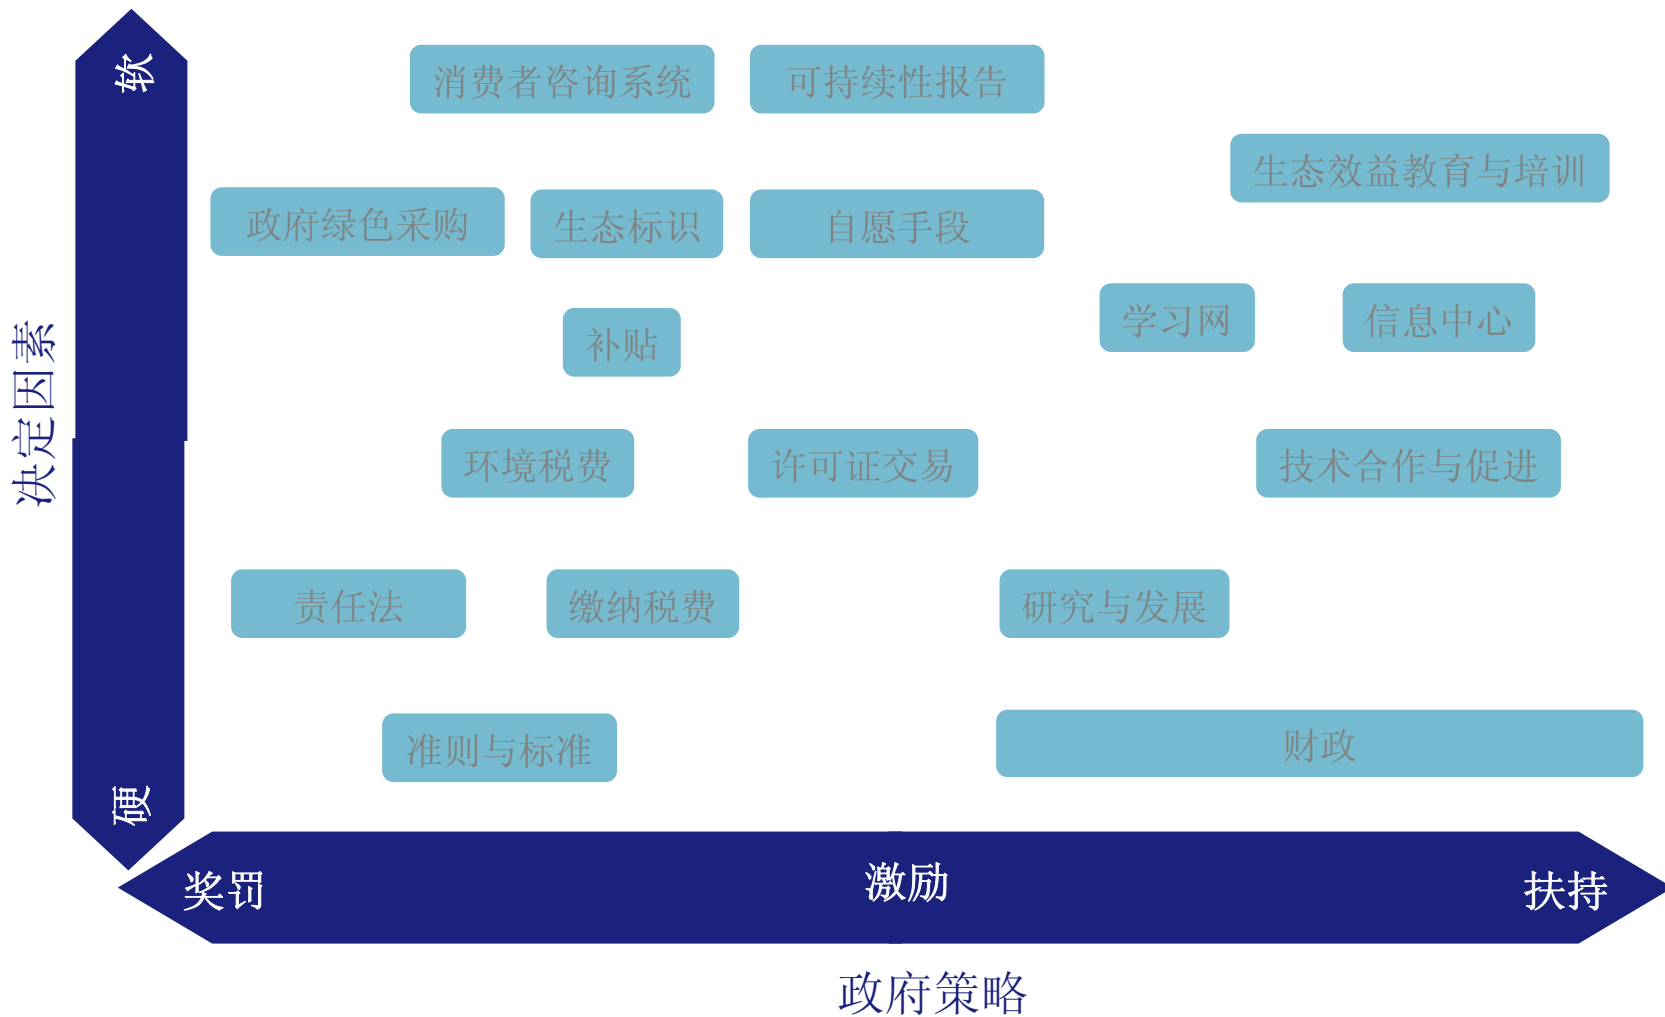 软
消费者咨询系统
可持续性报告
生态效益教育与培训
政府绿色采购
生态标识
自愿手段
学习网
信息中心
补贴
决定因素
环境税费
许可证交易
技术合作与促进
责任法
缴纳税费
研究与发展
准则与标准
财政
硬
奖罚
激励
扶持
政府策略